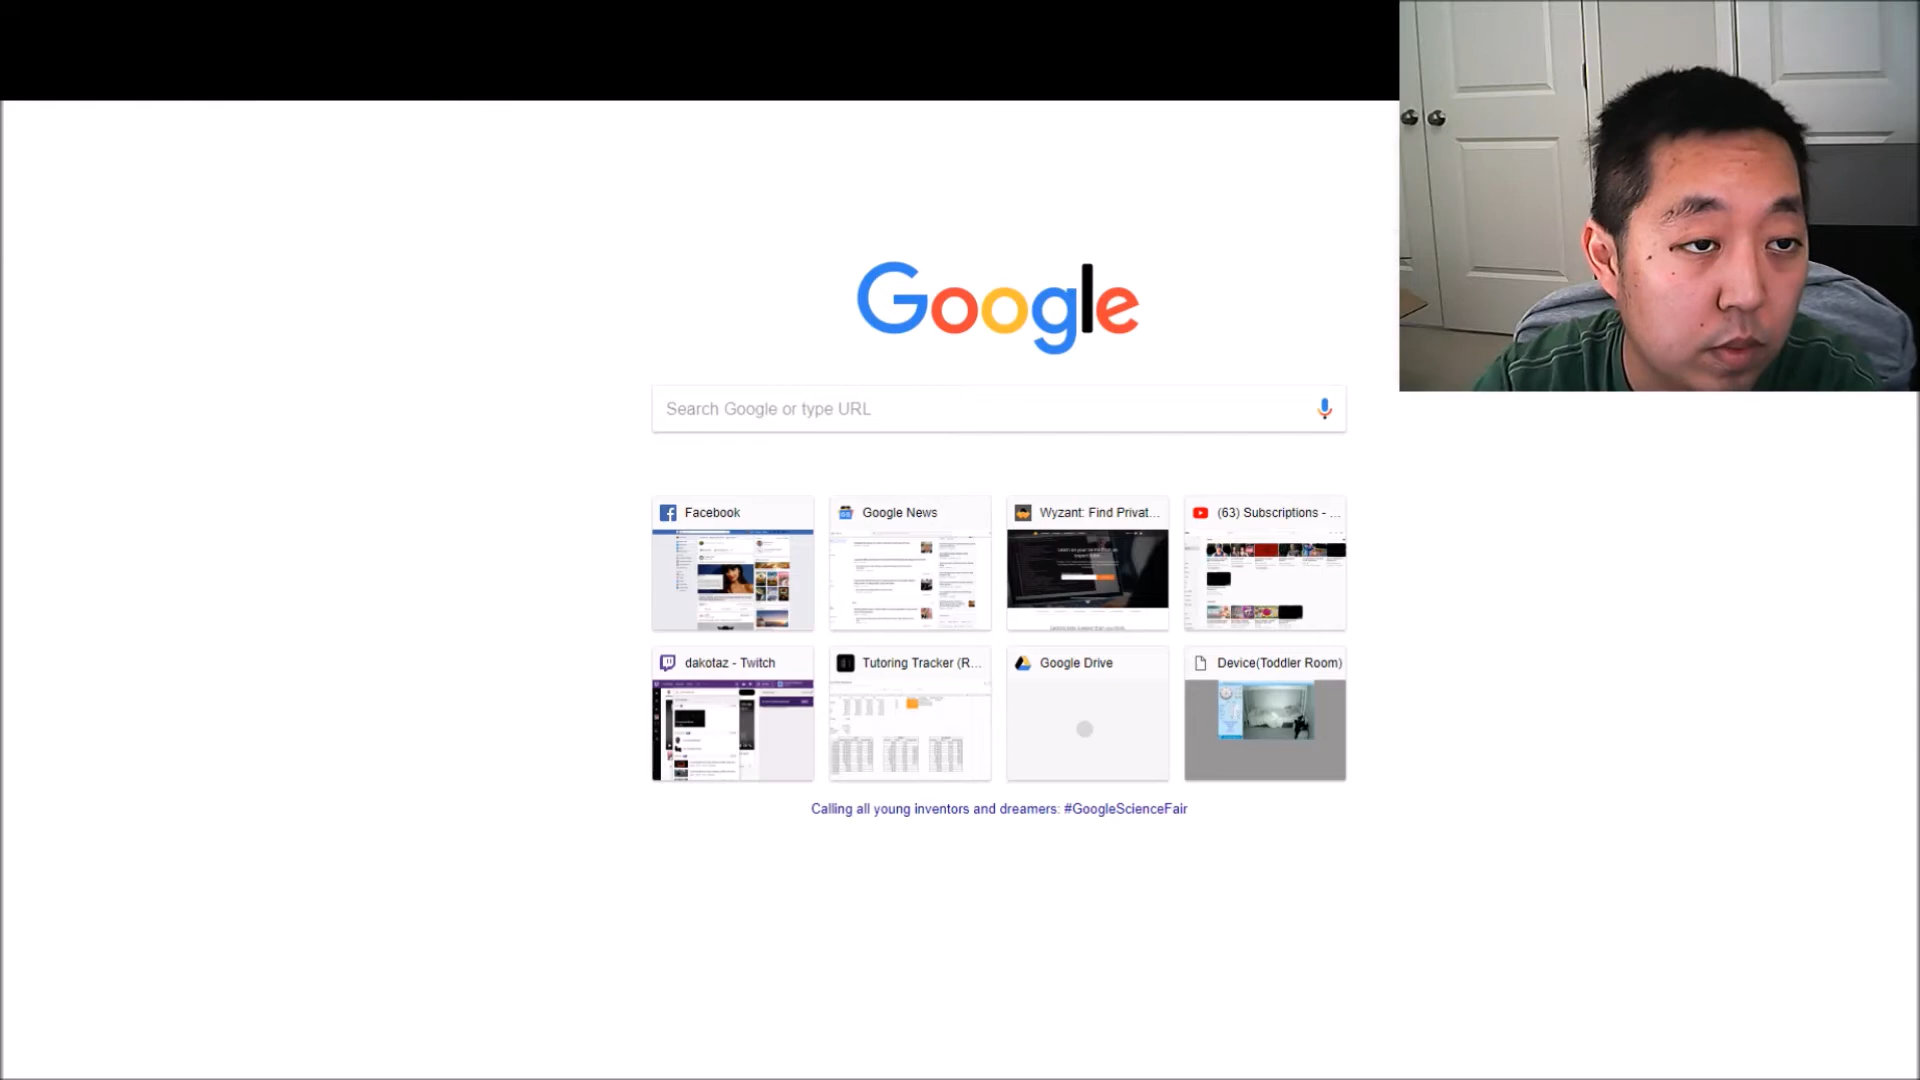 Google
Search Google or type URL
Facebook
Google News
Wyzant: Find Privat...
(63) Subscriptions - ...
dakotaz - Twitch
Tutoring Tracker (R...
Google Drive
Device(Toddler Room)
Calling all young inventors and dreamers: #GoogleScienceFair